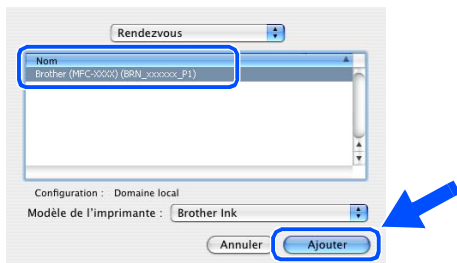 Rendezvous
Nom
Brother (MFC-XXXX) (BRN_xxxxxx_P1)
Configuration : Domaine local
Modèle de l'imprimante : Brother Ink
Annuler Ajouter